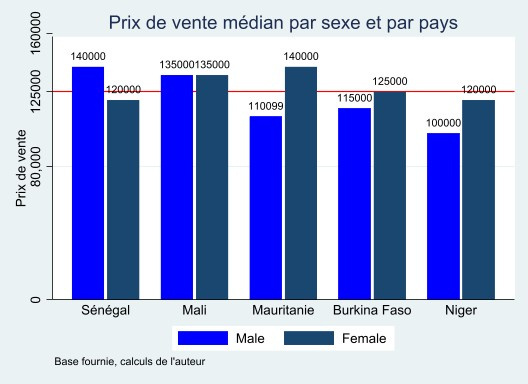 Prix de vente médian par sexe et par pays
Prix de vente
160000
125000
80,000
0
140000
120000
135000
135000
110099
140000
115000
125000
100000
120000
Sénégal
Mali
Mauritanie
Burkina Faso
Niger
Male
Female
Base fournie, calculs de l'auteur